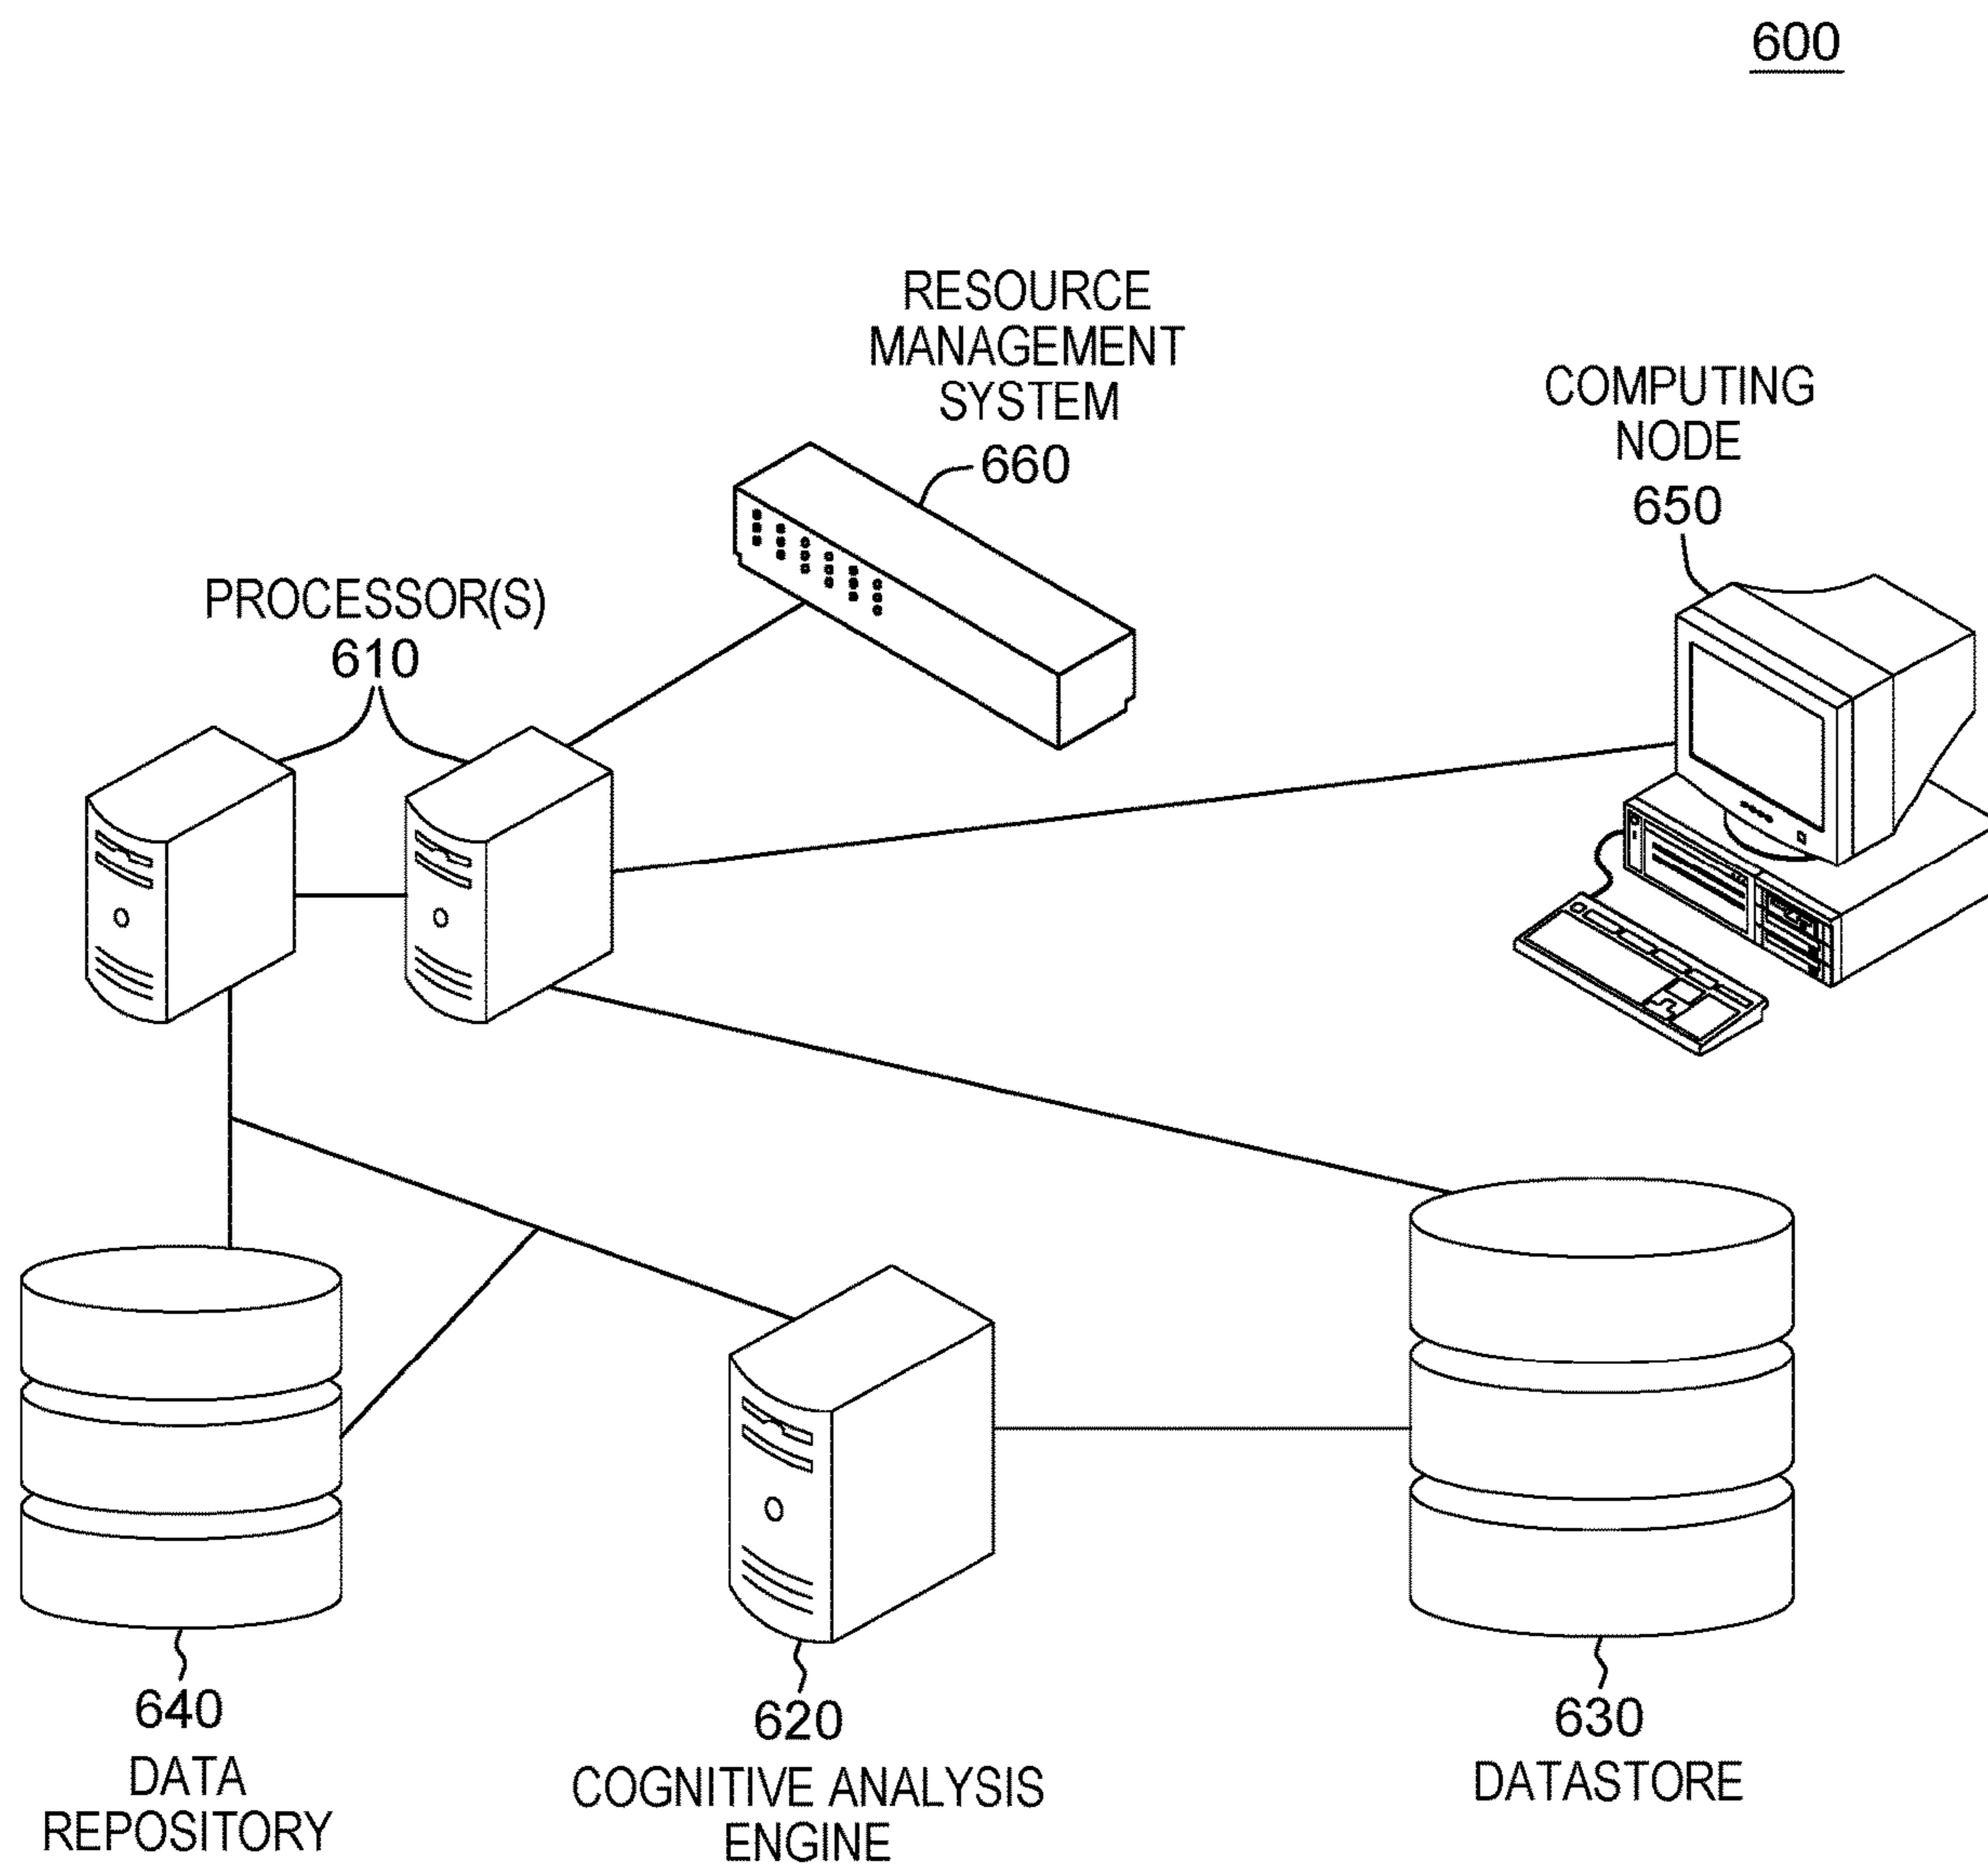 600
RESOURCE
MANAGEMENT
SYSTEM
660
COMPUTING
NODE
650
PROCESSOR(S)
610
640
DATA
REPOSITORY
620
COGNITIVE ANALYSIS
ENGINE
630
DATASTORE